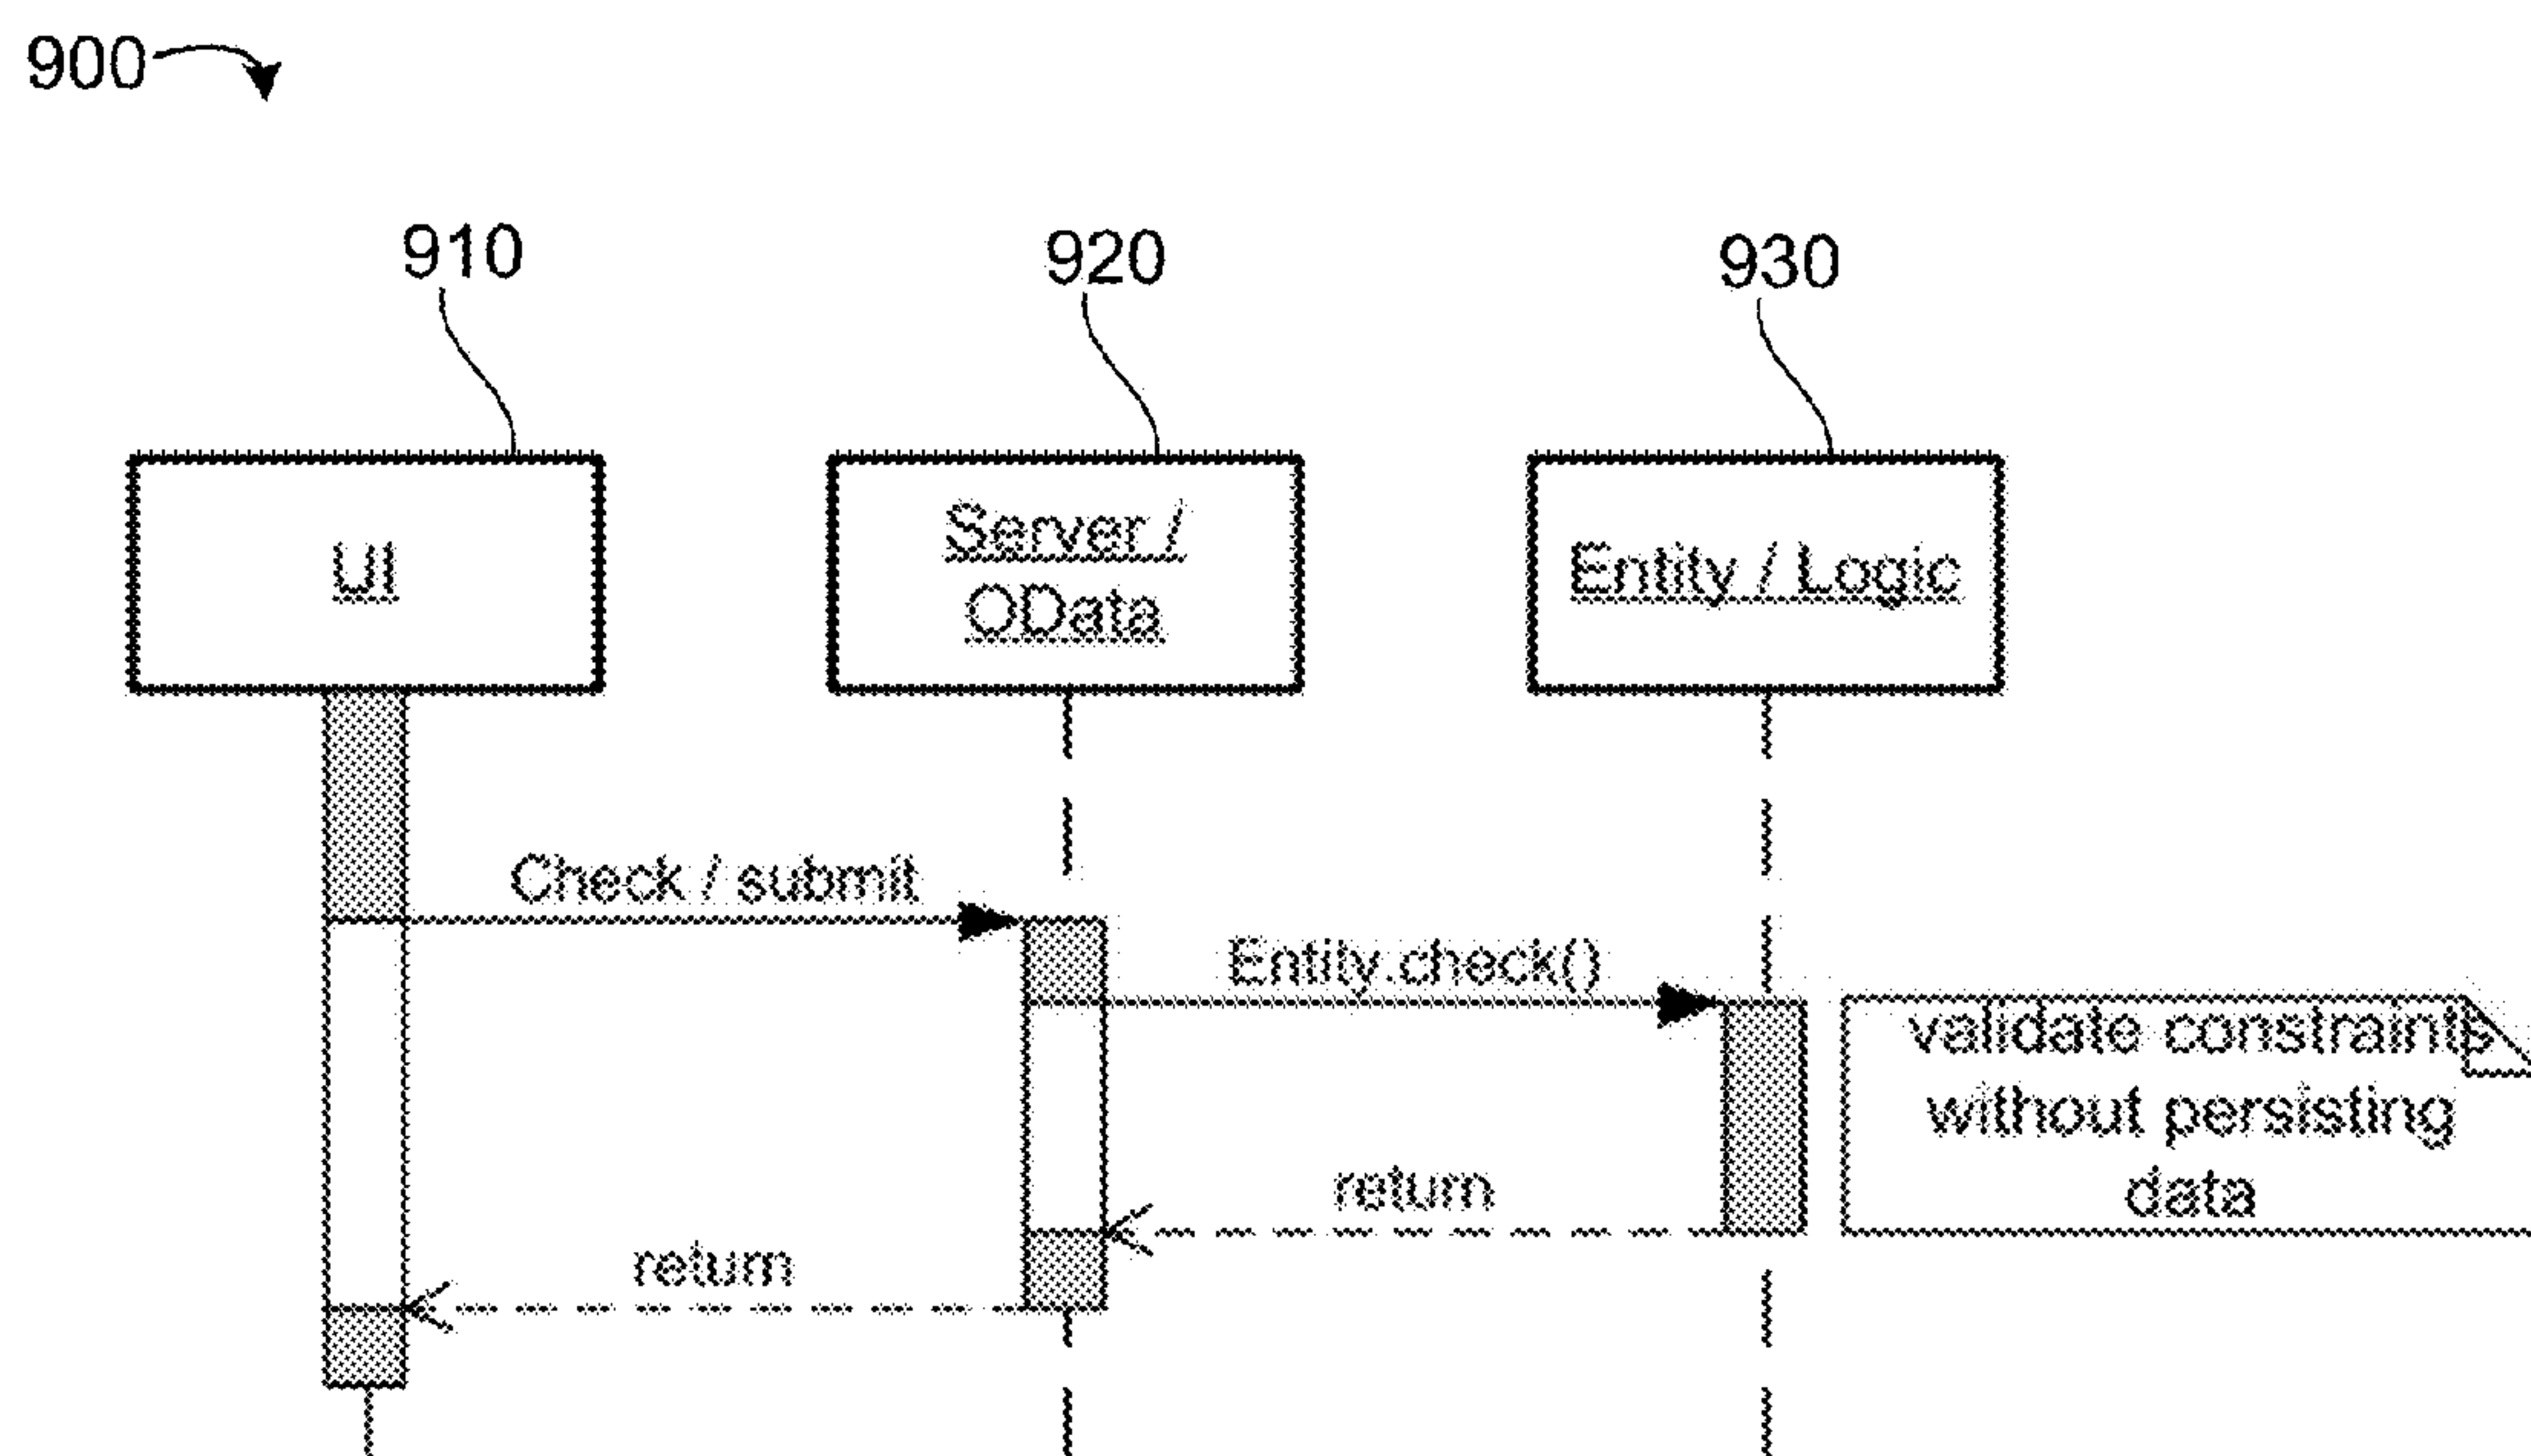 900
910
920
930
UI
Server /
OData
Entity / Logic
Check / submit
Entity.check()
validate constraints
without persisting
data
return
return